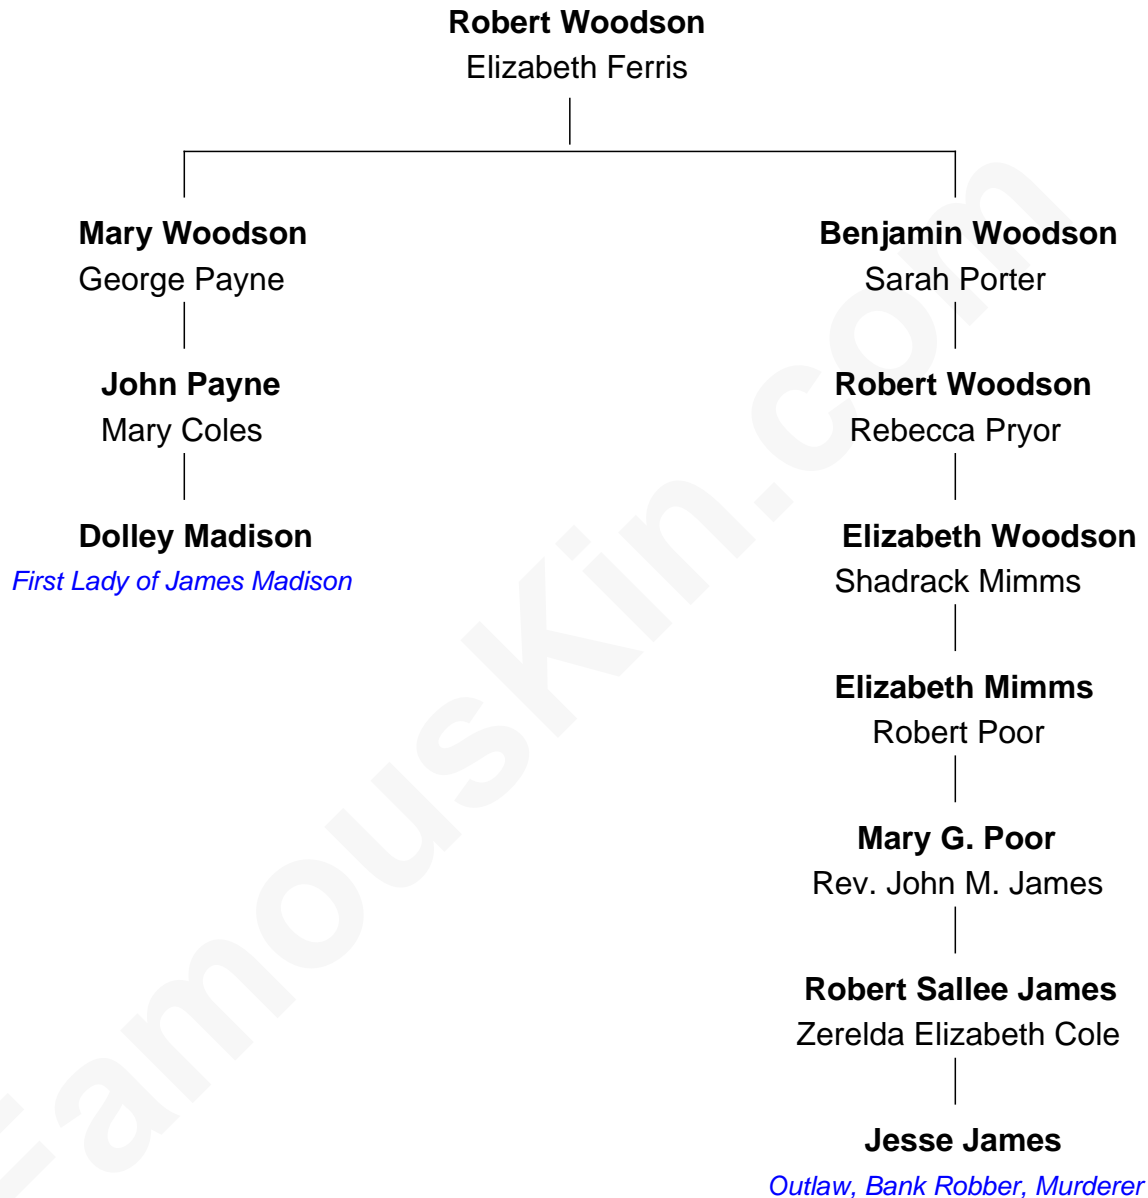 Robert Woodson
Elizabeth Ferris
Mary Woodson
George Payne
John Payne
Mary Coles
Dolley Madison
First Lady of James Madison
Benjamin Woodson
Sarah Porter
Robert Woodson
Rebecca Pryor
Elizabeth Woodson
Shadrack Mimms
Elizabeth Mimms
Robert Poor
Mary G. Poor
Rev. John M. James
Robert Sallee James
Zerelda Elizabeth Cole
Jesse James
Outlaw, Bank Robber, Murderer
FamousKin.com